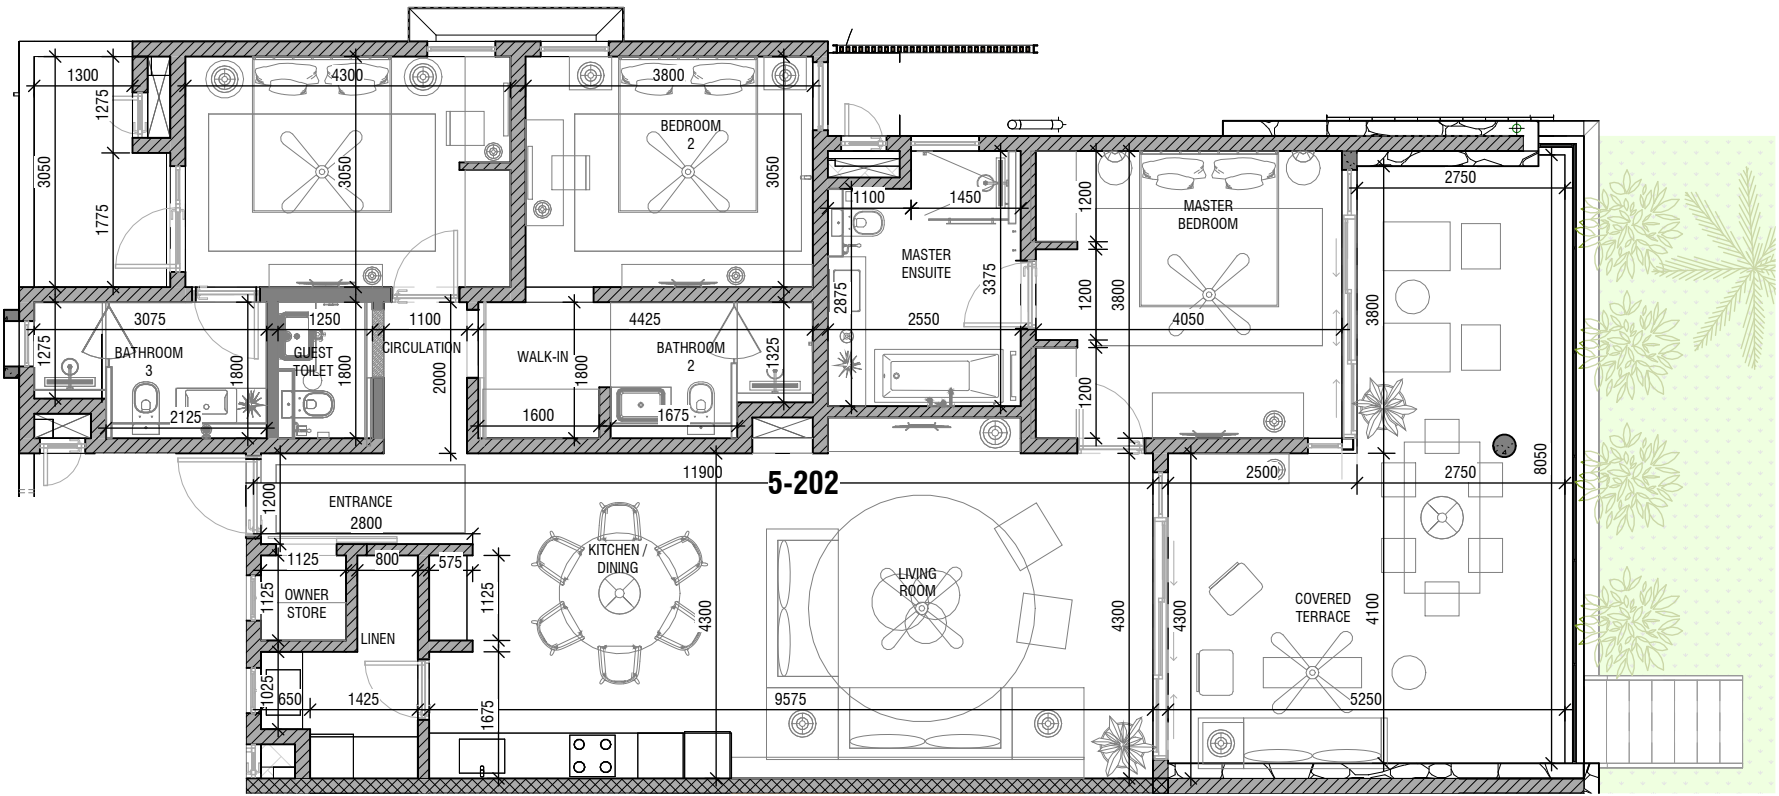 1300
4300
3800
1275
3050
3050
3050
1775
BEDROOM
2
2750
1100
1450
1200
MASTER
BEDROOM
MASTER
ENSUITE
3375
2875
1200
3800
3800
3075
1250
1100
4425
2550
4050
1275
BATHROOM
3
1800
GUEST
TOILET
1800
CIRCULATION
2000
WALK-IN
1800
BATHROOM
2
1325
1200
2125
1600
1675
11900
5-202
2500
2750
8050
1200
ENTRANCE
2800
1125
800
575
KITCHEN /
DINING
1125
OWNER
STORE
1125
LIVING
ROOM
4300
4300
4300
COVERED
TERRACE
4100
LINEN
1025
650
1425
1675
9575
5250